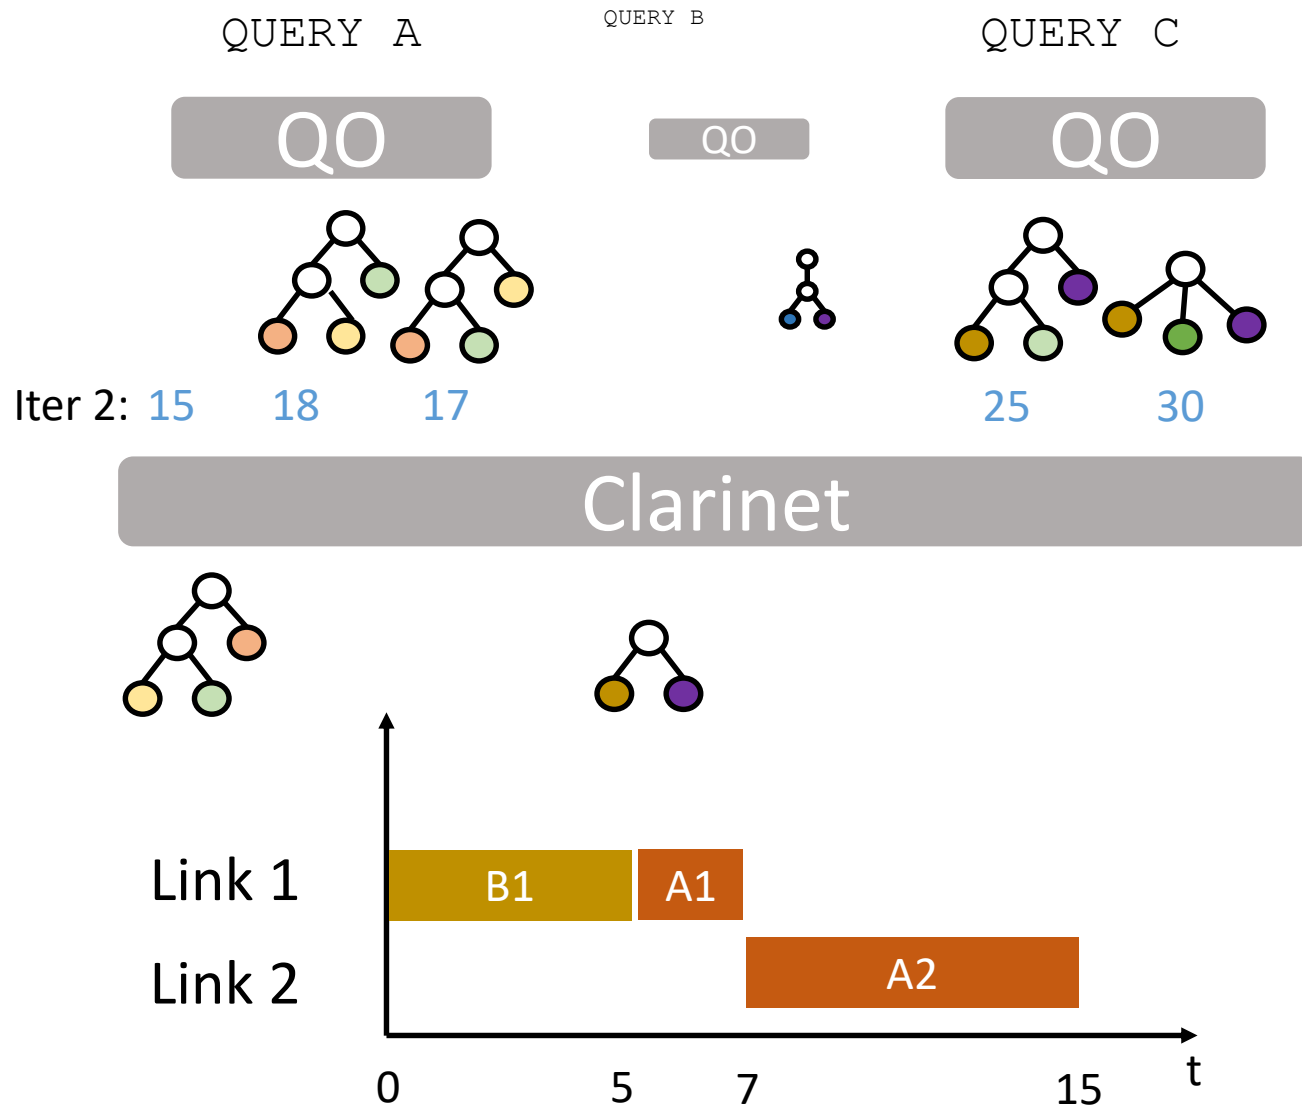 QUERY A
QUERY B
QUERY C
QO
QO
QO
Iter 2: 15 18 17 25 30
Clarinet
Link 1
B1
A1
Link 2
A2
0 5 7 15
t